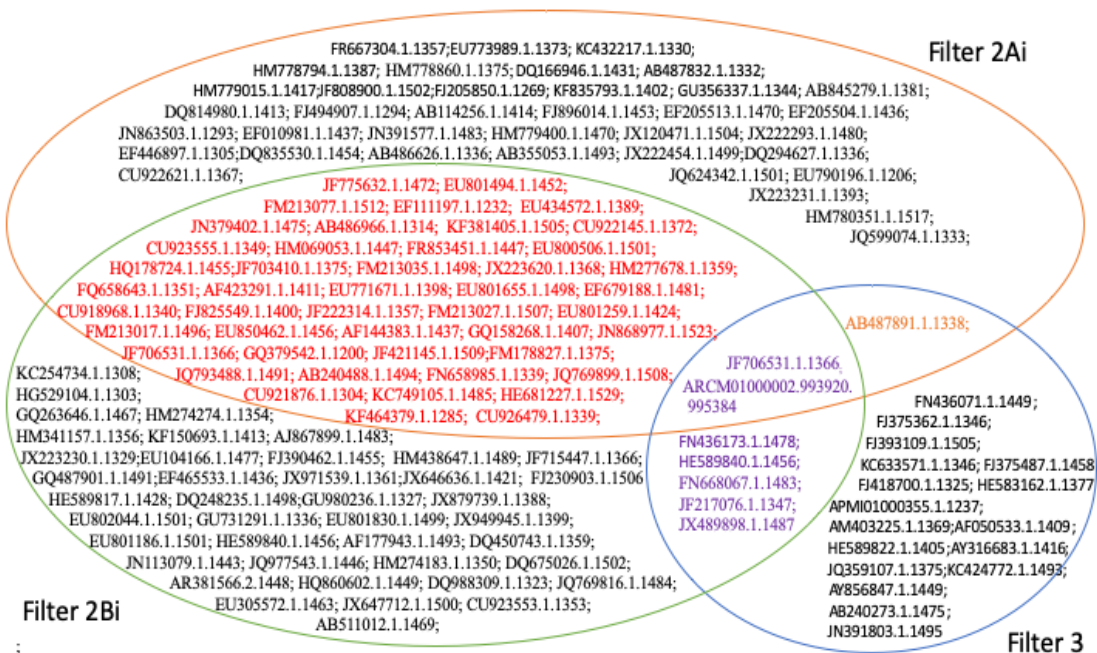 FR667304.1.1357;EU773989.1.1373; KC432217.1.1330;
Filter 2Ai
HM778794.1.1387; HM778860.1.1375; DQ166946.1.1431; AB487832.1.1332;
HM779015.1.1417;JF808900.1.1502;FJ205850.1.1269; KF835793.1.1402; GU356337.1.1344; AB845279.1.1381;
DQ814980.1.1413; FJ494907.1.1294; AB114256.1.1414; FJ896014.1.1453; EF205513.1.1470; EF205504.1.1436;
JN863503.1.1293; EF010981.1.1437; JN391577.1.1483; HM779400.1.1470; JX120471.1.1504; JX222293.1.1480;
EF446897.1.1305;DQ835530.1.1454; AB486626.1.1336; AB355053.1.1493; JX222454.1.1499;DQ294627.1.1336;
CU922621.1.1367;
JQ624342.1.1501; EU790196.1.1206;
JX223231.1.1393;
HM780351.1.1517;
JQ599074.1.1333;
JF775632.1.1472; EU801494.1.1452;
FM213077.1.1512; EF111197.1.1232; EU434572.1.1389;
JN379402.1.1475; AB486966.1.1314; KF381405.1.1505; CU922145.1.1372;
CU923555.1.1349; HM069053.1.1447; FR853451.1.1447; EU800506.1.1501;
HQ178724.1.1455;JF703410.1.1375; FM213035.1.1498; JX223620.1.1368; HM277678.1.1359;
FQ658643.1.1351; AF423291.1.1411; EU771671.1.1398; EU801655.1.1498; EF679188.1.1481;
CU918968.1.1340; FJ825549.1.1400; JF222314.1.1357; FM213027.1.1507; EU801259.1.1424;
FM213017.1.1496; EU850462.1.1456; AF144383.1.1437; GQ158268.1.1407; JN868977.1.1523;
JF706531.1.1366; GQ379542.1.1200; JF421145.1.1509;FM178827.1.1375;
JQ793488.1.1491; AB240488.1.1494; FN658985.1.1339; JQ769899.1.1508;
CU921876.1.1304; KC749105.1.1485; HE681227.1.1529;
KF464379.1.1285; CU926479.1.1339;
AB487891.1.1338;
JF706531.1.1366,
ARCM01000002.993920.
995384
FN436173.1.1478;
HE589840.1.1456;
FN668067.1.1483;
JF217076.1.1347;
JX489898.1.1487
KC254734.1.1308;
HG529104.1.1303;
GQ263646.1.1467; HM274274.1.1354;
HM341157.1.1356; KF150693.1.1413; AJ867899.1.1483;
JX223230.1.1329;EU104166.1.1477; FJ390462.1.1455; HM438647.1.1489; JF715447.1.1366;
GQ487901.1.1491;EF465533.1.1436; JX971539.1.1361;JX646636.1.1421; FJ230903.1.1506
HE589817.1.1428; DQ248235.1.1498;GU980236.1.1327; JX879739.1.1388;
EU802044.1.1501; GU731291.1.1336; EU801830.1.1499; JX949945.1.1399;
EU801186.1.1501; HE589840.1.1456; AF177943.1.1493; DQ450743.1.1359;
JN113079.1.1443; JQ977543.1.1446; HM274183.1.1350; DQ675026.1.1502;
AR381566.2.1448; HQ860602.1.1449; DQ988309.1.1323; JQ769816.1.1484;
EU305572.1.1463; JX647712.1.1500; CU923553.1.1353;
AB511012.1.1469;
Filter 2Bi
;
FN436071.1.1449;
FJ375362.1.1346;
FJ393109.1.1505;
KC633571.1.1346; FJ375487.1.1458
FJ418700.1.1325; HE583162.1.1377
APMI01000355.1.1237;
AM403225.1.1369;AF050533.1.1409;
HE589822.1.1405;AY316683.1.1416;
JQ359107.1.1375;KC424772.1.1493;
AY856847.1.1449;
AB240273.1.1475;
JN391803.1.1495
Filter 3